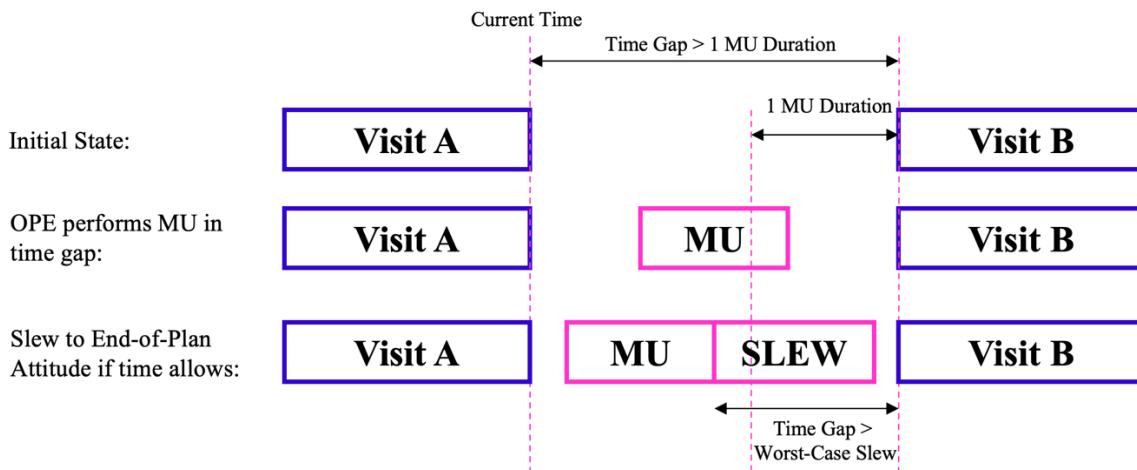 Current Time
Time Gap > 1 MU Duration
1 MU Duration
Initial State:
Visit A
Visit B
OPE performs MU in
time gap:
Visit A
MU
Visit B
Slew to End-of-Plan
Attitude if time allows:
Visit A
MU
SLEW
Visit B
Time Gap >
Worst-Case Slew